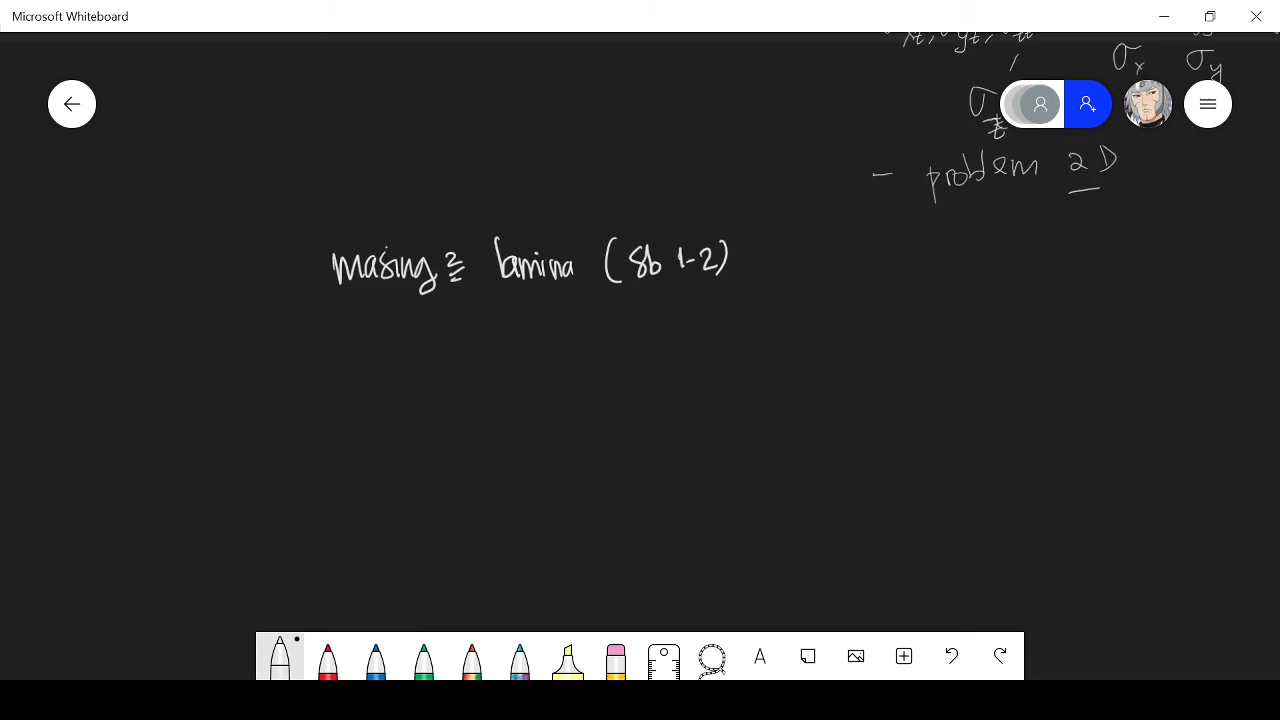 Microsoft Whiteboard
σx σy
σz
- problem 2D
masing2 lamina (sb 1-2)
A